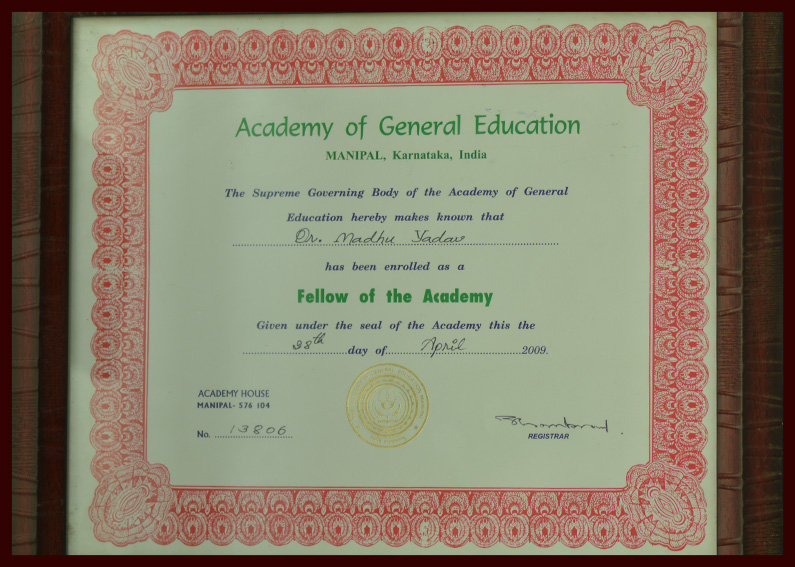 Academy of General Education
MANIPAL, Karnataka, India
The Supreme Governing Body of the Academy of General
Education hereby makes known that
Dr. Madhu Yadav
has been enrolled as a
Fellow of the Academy
Given under the seal of the Academy this the
28th day of April 2009.
ACADEMY HOUSE
MANIPAL- 576 104
No. 13806
REGISTRAR